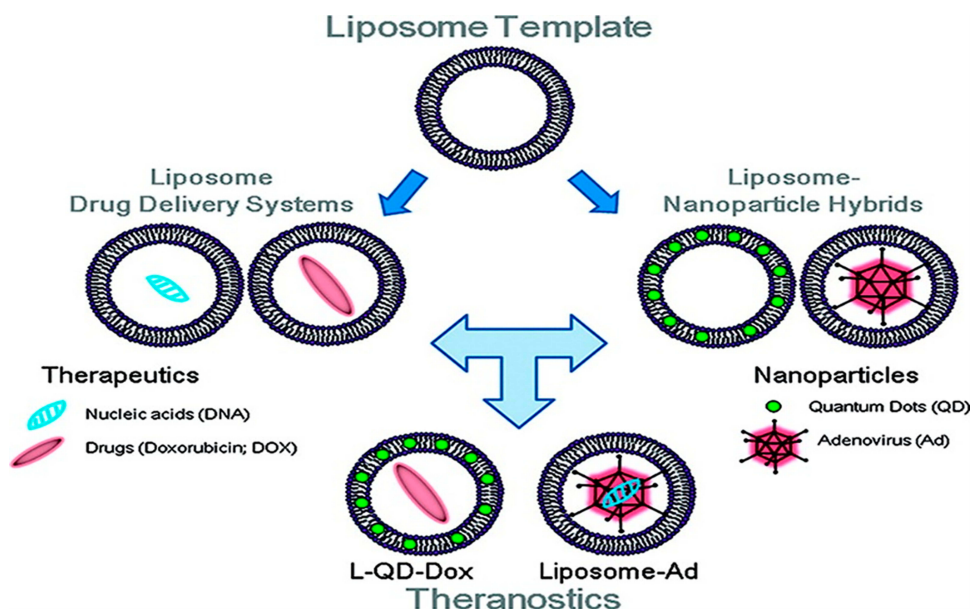 Liposome Template
Liposome
Drug Delivery Systems
Liposome-
Nanoparticle Hybrids
Therapeutics
Nucleic acids (DNA)
Drugs (Doxorubicin; DOX)
Nanoparticles
Quantum Dots (QD)
Adenovirus (Ad)
L-QD-Dox
Liposome-Ad
Theranostics